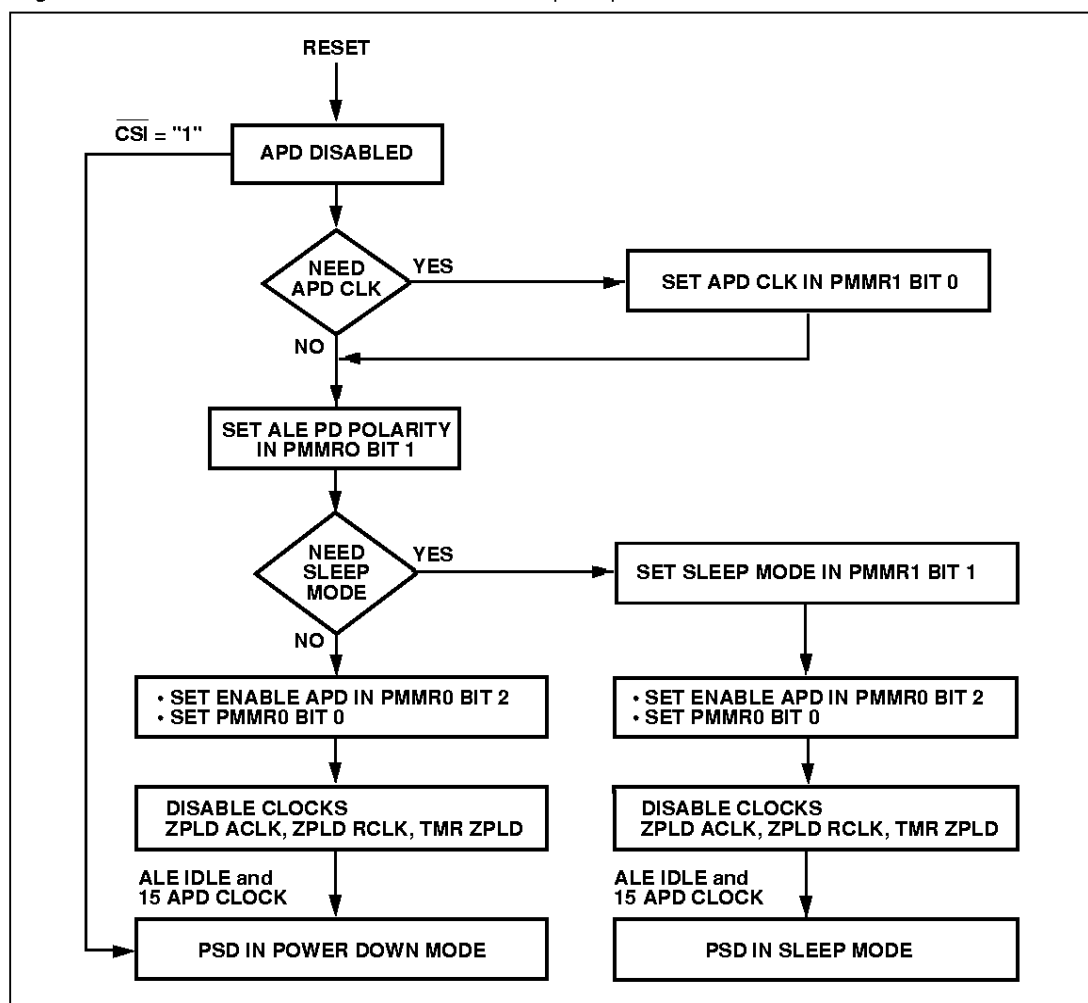 RESET
CSI = "1"
APD DISABLED
NEED
APD CLK
YES
SET APD CLK IN PMMR1 BIT 0
NO
SET ALE PD POLARITY
IN PMMRO BIT 1
NEED
SLEEP
MODE
YES
SET SLEEP MODE IN PMMR1 BIT 1
NO
• SET ENABLE APD IN PMMR0 BIT 2
• SET PMMR0 BIT 0
• SET ENABLE APD IN PMMR0 BIT 2
• SET PMMR0 BIT 0
DISABLE CLOCKS
ZPLD ACLK, ZPLD RCLK, TMR ZPLD
DISABLE CLOCKS
ZPLD ACLK, ZPLD RCLK, TMR ZPLD
ALE IDLE and
15 APD CLOCK
ALE IDLE and
15 APD CLOCK
PSD IN POWER DOWN MODE
PSD IN SLEEP MODE